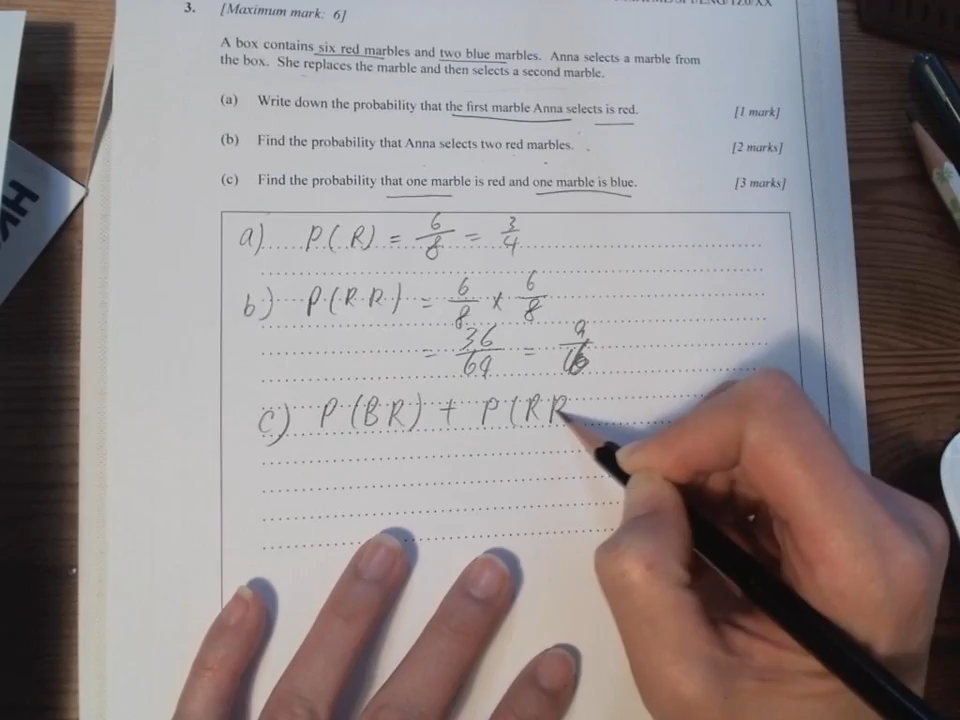 3. [Maximum mark: 6]
A box contains six red marbles and two blue marbles. Anna selects a marble from
the box. She replaces the marble and then selects a second marble.
(a) Write down the probability that the first marble Anna selects is red. [1 mark]
(b) Find the probability that Anna selects two red marbles. [2 marks]
(c) Find the probability that one marble is red and one marble is blue. [3 marks]
a) P(R) = 6/8 = 3/4
b) P(RR) = 6/8 x 6/8
= 36/64 = 9/16
c) P(BR) + P(RR